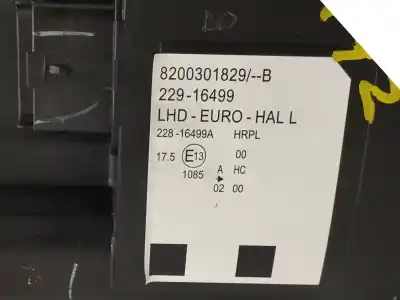 8200301829/--B
229-16499
LHD-EURO-HAL L
228-16499A HRPL
17.5 E13 00
1085 A HC
02 00